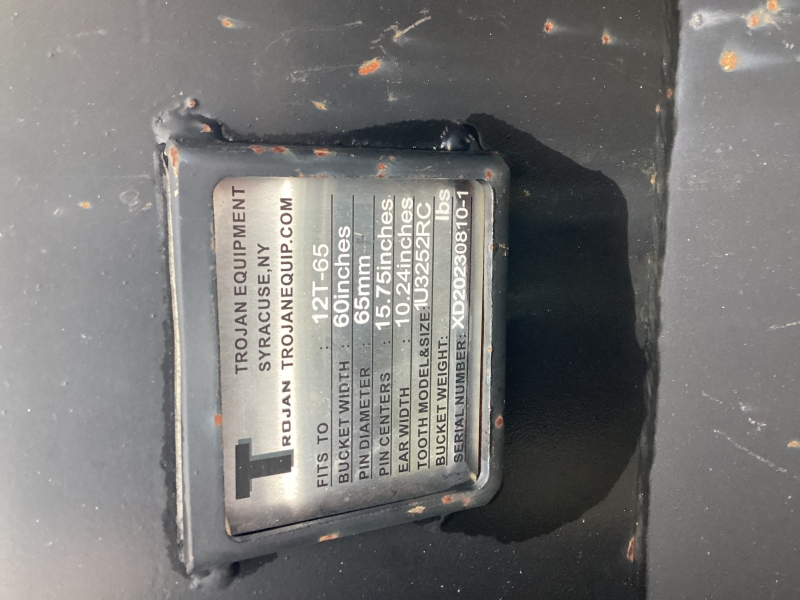 TROJAN EQUIPMENT
SYRACUSE,NY
TROJAN TROJANEQUIP.COM
FITS TO : 12T-65
BUCKET WIDTH : 60inches
PIN DIAMETER : 65mm
PIN CENTERS : 15.75inches
EAR WIDTH : 10.24inches
TOOTH MODEL&SIZE: 1U3252RC
BUCKET WEIGHT: lbs
SERIAL NUMBER: XD20230810-1